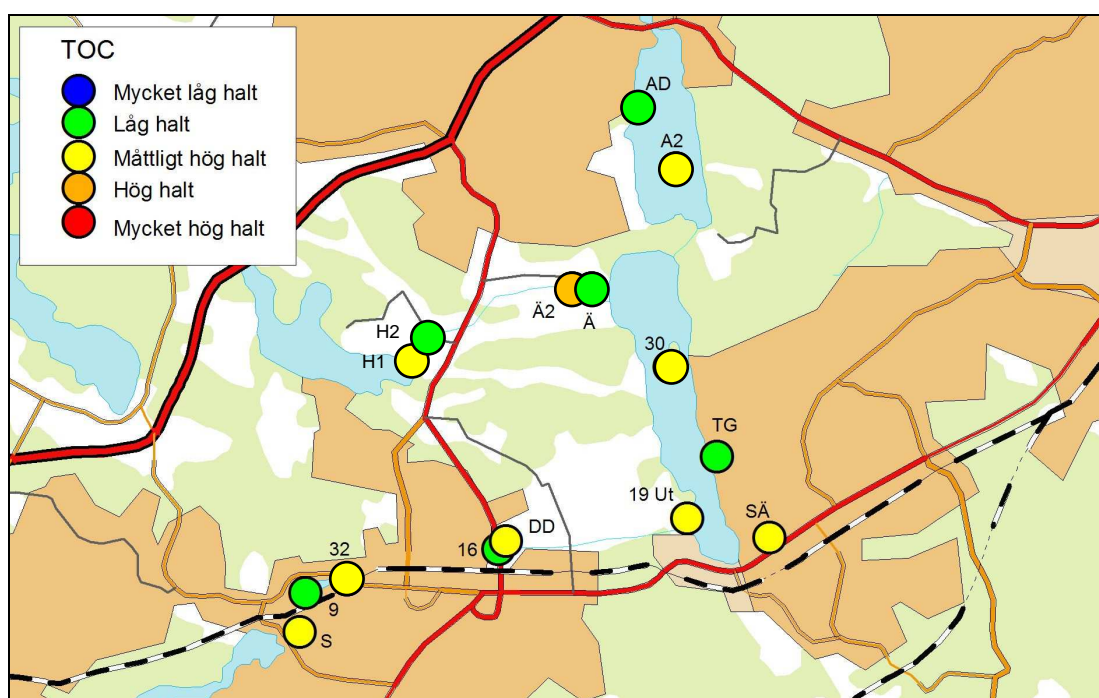 TOC
Mycket låg halt
Låg halt
Måttligt hög halt
Hög halt
Mycket hög halt
AD
A2
Ä2
Ä
H2
H1
30
TG
19 Ut
SÄ
DD
16
32
9
S